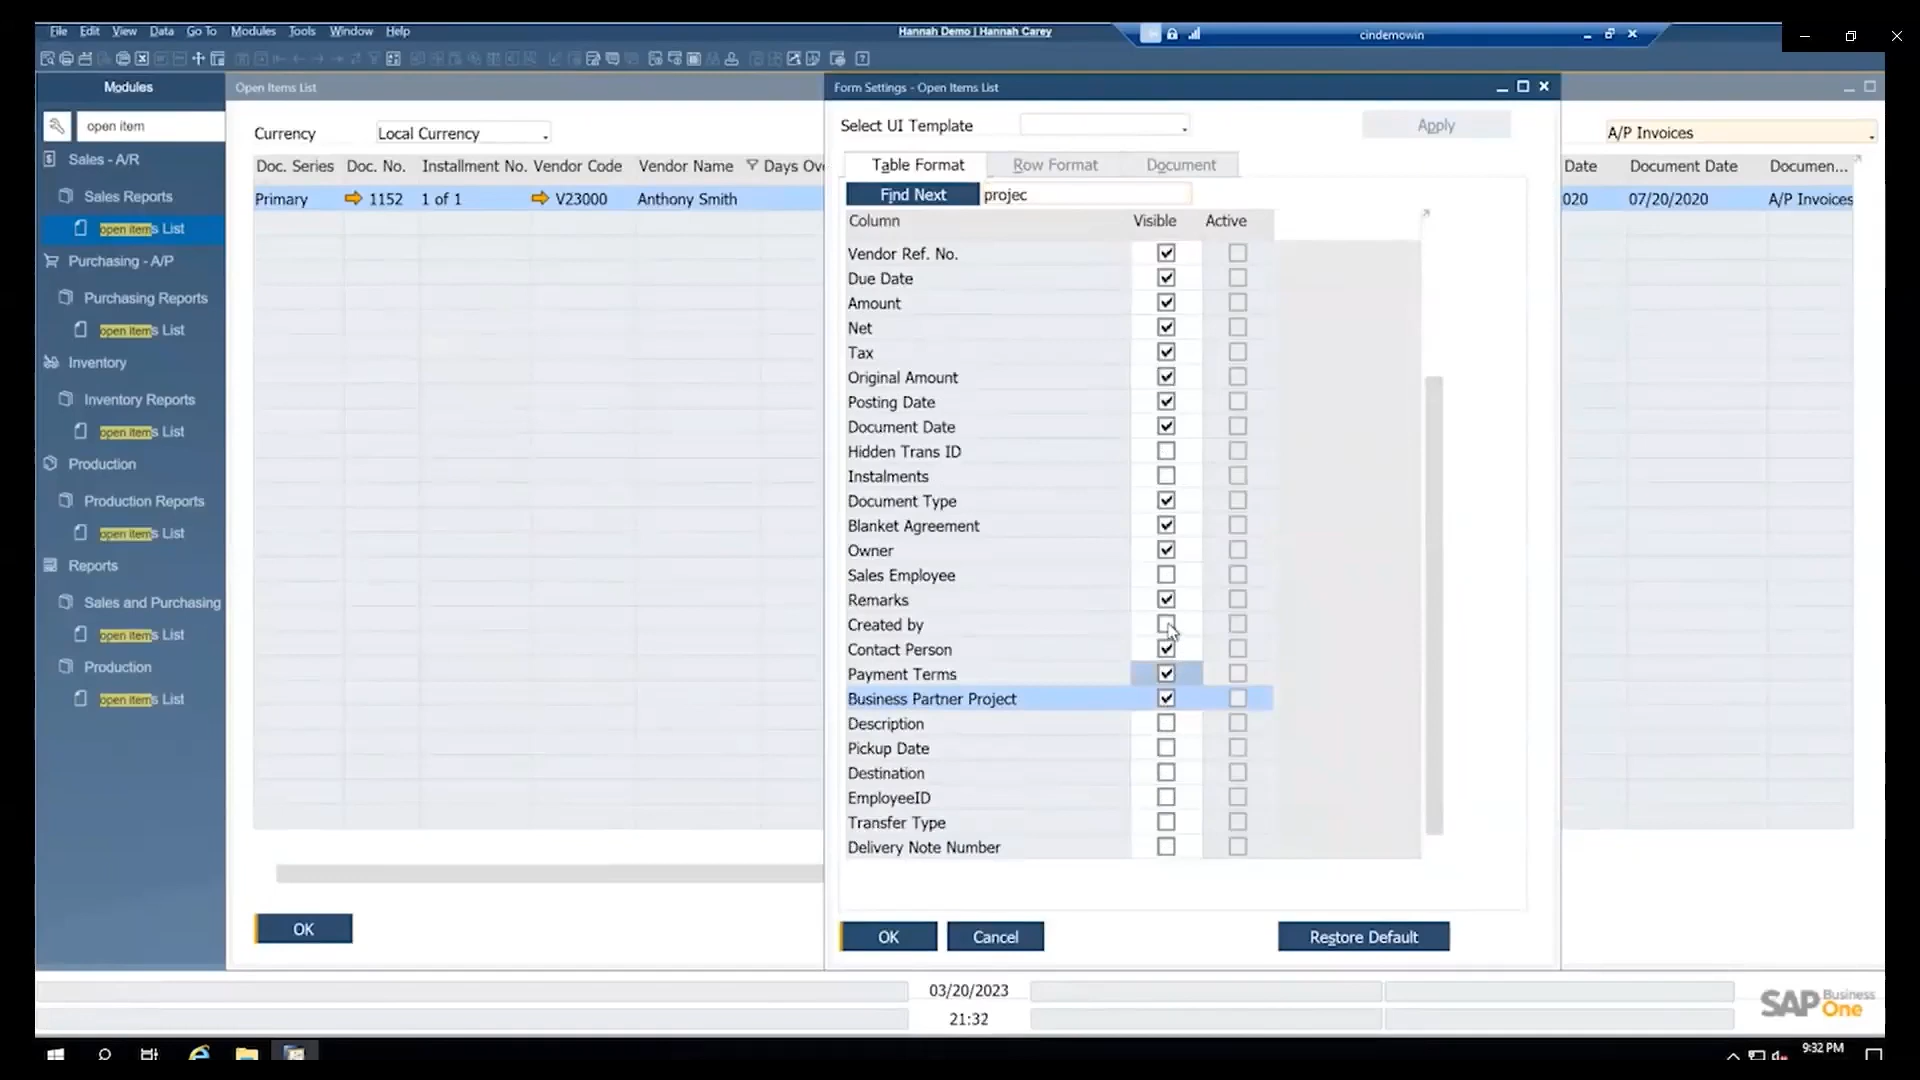 File Edit View Data Go To Modules Tools Window Help
Hannah Demo | Hannah Carey
cindemowin
Modules
open item
Sales - A/R
Sales Reports
open items List
Purchasing - A/P
Purchasing Reports
open items List
Inventory
Inventory Reports
open items List
Production
Production Reports
open items List
Reports
Sales and Purchasing
open items List
Production
open items List
Open Items List
Currency Local Currency
Doc. Series Doc. No. Installment No. Vendor Code Vendor Name Days Ov
Primary 1152 1 of 1 V23000 Anthony Smith
OK
Form Settings - Open Items List
Select UI Template
Apply
Table Format Row Format Document
Find Next projec
Column Visible Active
Vendor Ref. No.
Due Date
Amount
Net
Tax
Original Amount
Posting Date
Document Date
Hidden Trans ID
Instalments
Document Type
Blanket Agreement
Owner
Sales Employee
Remarks
Created by
Contact Person
Payment Terms
Business Partner Project
Description
Pickup Date
Destination
EmployeeID
Transfer Type
Delivery Note Number
OK Cancel Restore Default
A/P Invoices
Date Document Date Documen...
020 07/20/2020 A/P Invoices
03/20/2023
21:32
SAP Business One
9:32 PM